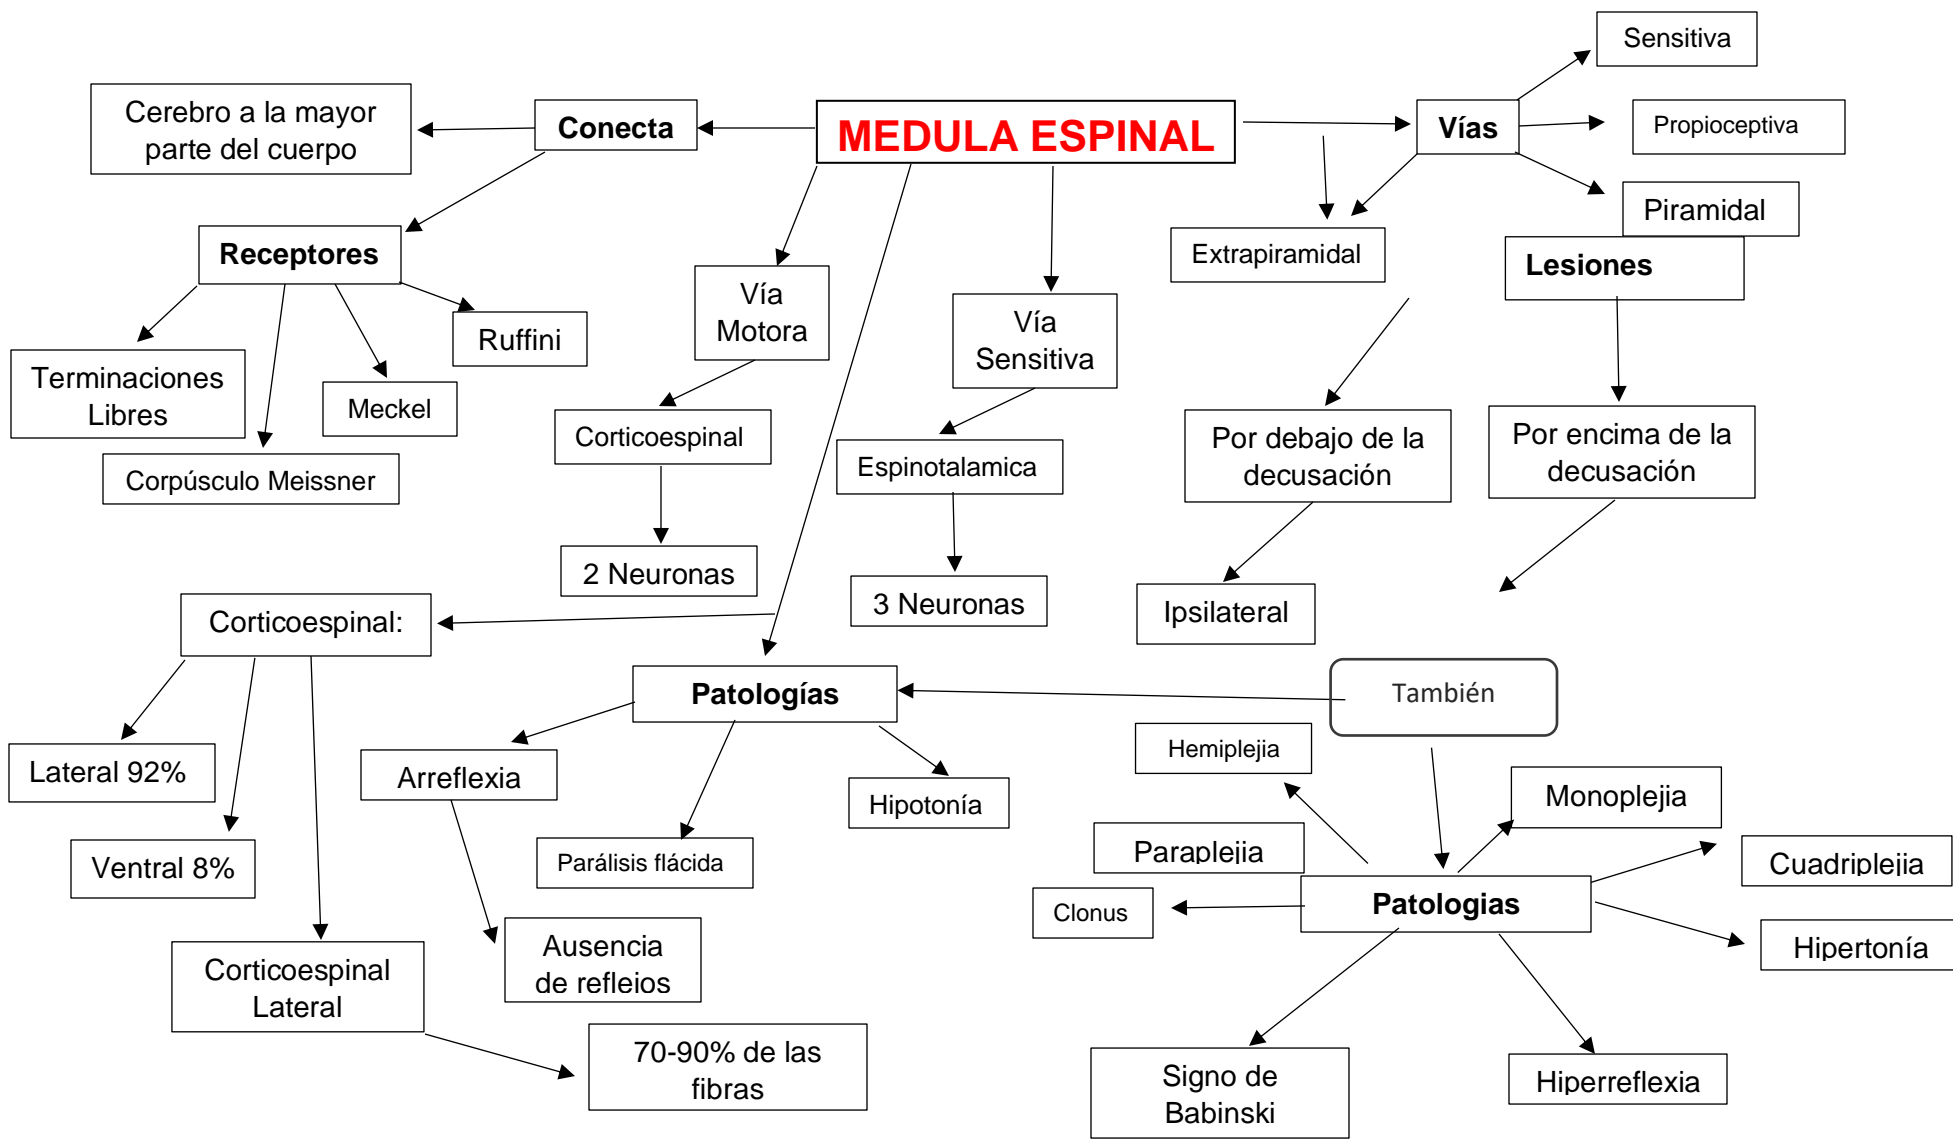 Sensitiva
Cerebro a la mayor
parte del cuerpo
Conecta
MEDULA ESPINAL
Vías
Propioceptiva
Piramidal
Receptores
Extrapiramidal
Lesiones
Vía
Motora
Vía
Sensitiva
Ruffini
Terminaciones
Libres
Meckel
Corticoespinal
Espinotalamica
Por debajo de la
decusación
Por encima de la
decusación
Corpúsculo Meissner
2 Neuronas
3 Neuronas
Ipsilateral
Corticoespinal:
Patologías
También
Lateral 92%
Arreflexia
Hipotonía
Hemiplejia
Monoplejia
Ventral 8%
Parálisis flácida
Paraplejia
Cuadriplejia
Clonus
Patologias
Hipertonía
Ausencia
de reflejos
Corticoespinal
Lateral
70-90% de las
fibras
Signo de
Babinski
Hiperreflexia